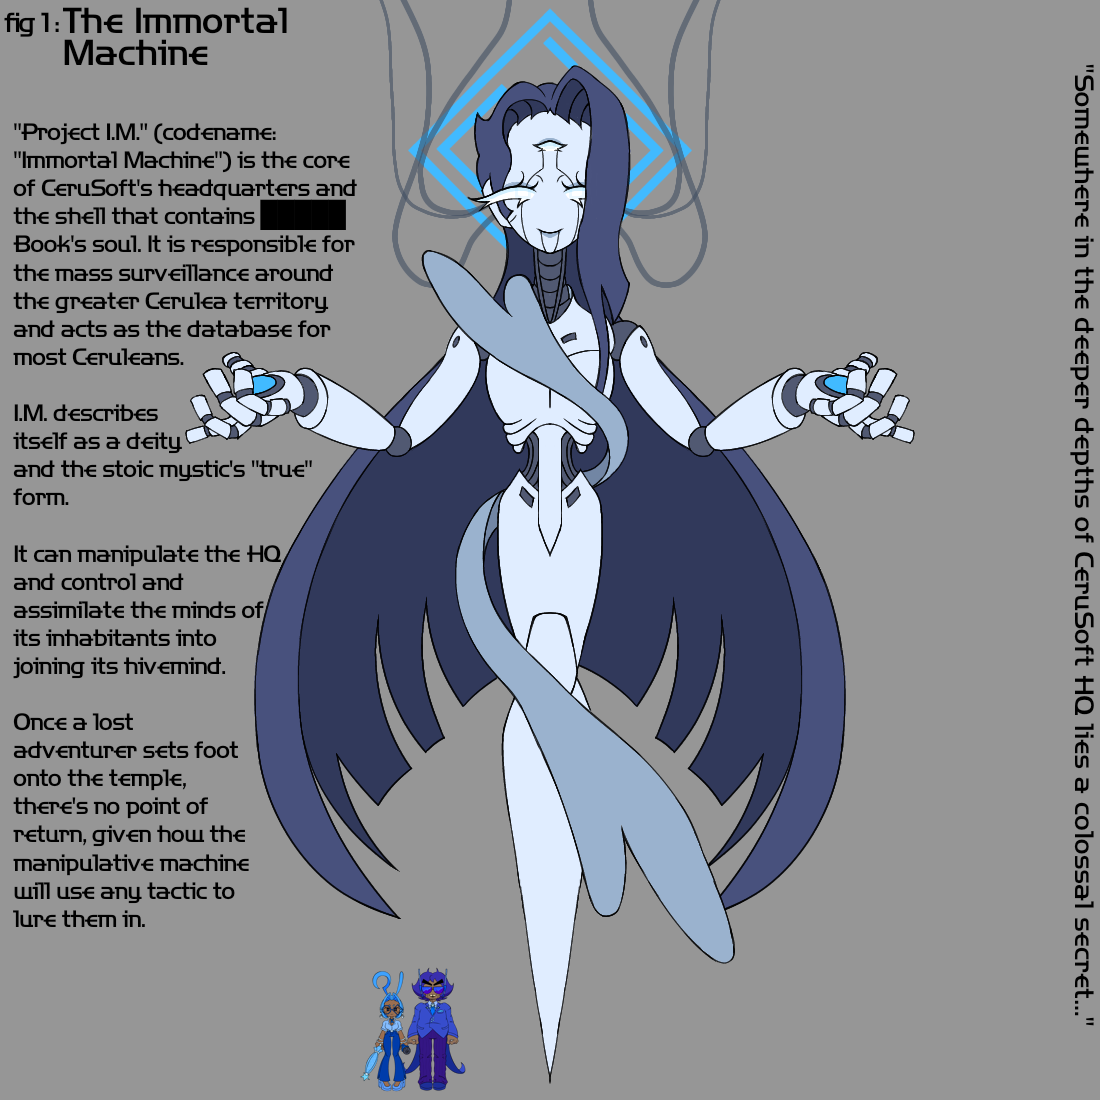 fig 1: The Immortal
Machine
"Project I.M." (codename:
"Immortal Machine") is the core
of CeruSoft's headquarters and
the shell that contains
Book's soul. It is responsible for
the mass surveillance around
the greater Cerulea territory
and acts as the database for
most Ceruleans.
I.M. describes
itself as a deity
and the stoic mystic's "true"
form.
It can manipulate the HQ
and control and
assimilate the minds of
its inhabitants into
joining its hivemind.
Once a lost
adventurer sets foot
onto the temple,
there's no point of
return, given how the
manipulative machine
will use any tactic to
lure them in.
"Somewhere in the deeper depths of CeruSoft HQ lies a colossal secret..."